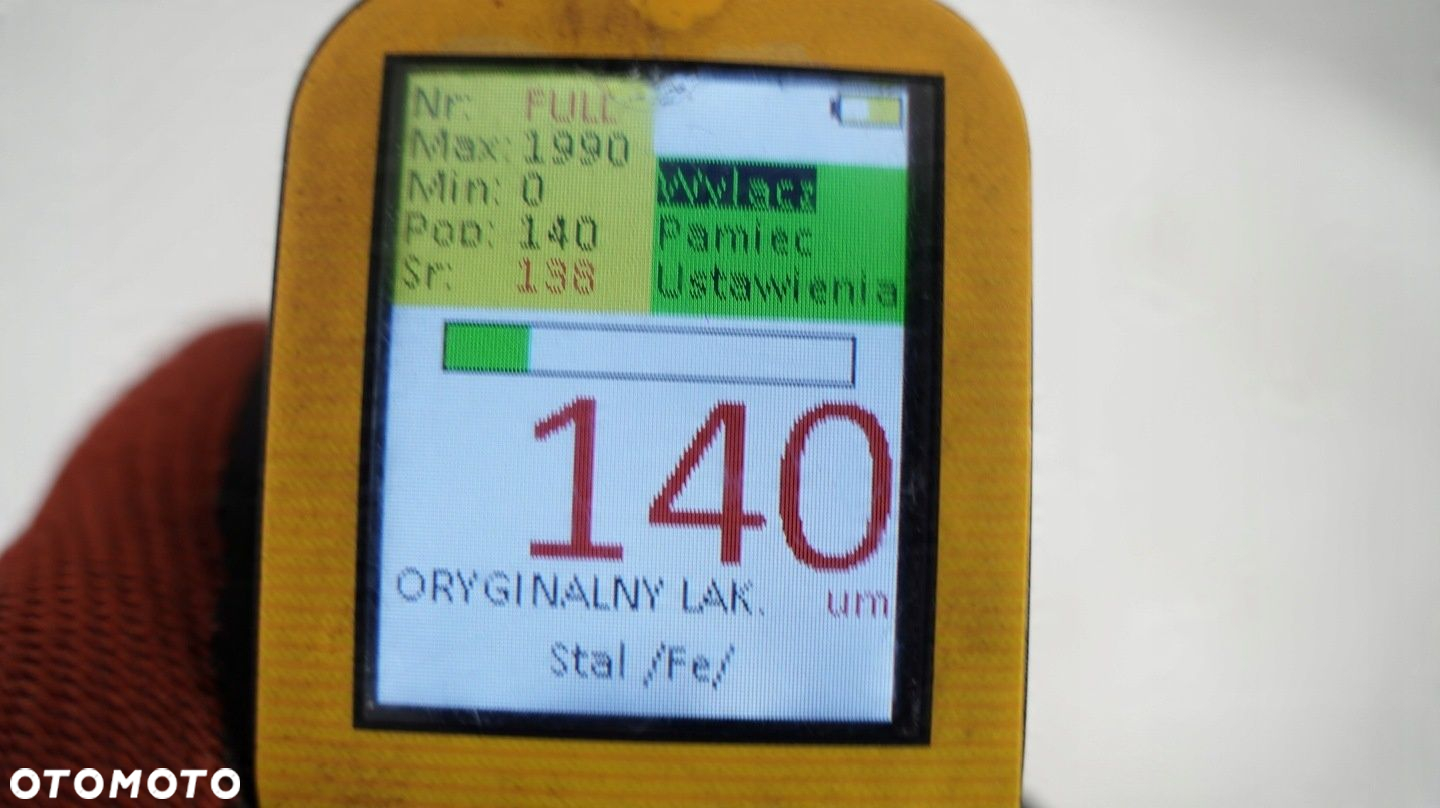 Nr: FULL
Max: 1990
Min: 0
Pop: 140
Sr: 138
Wylacz
Pamiec
Ustawienia
140
um
ORYGINALNY LAK.
Stal /Fe/
OTOMOTO